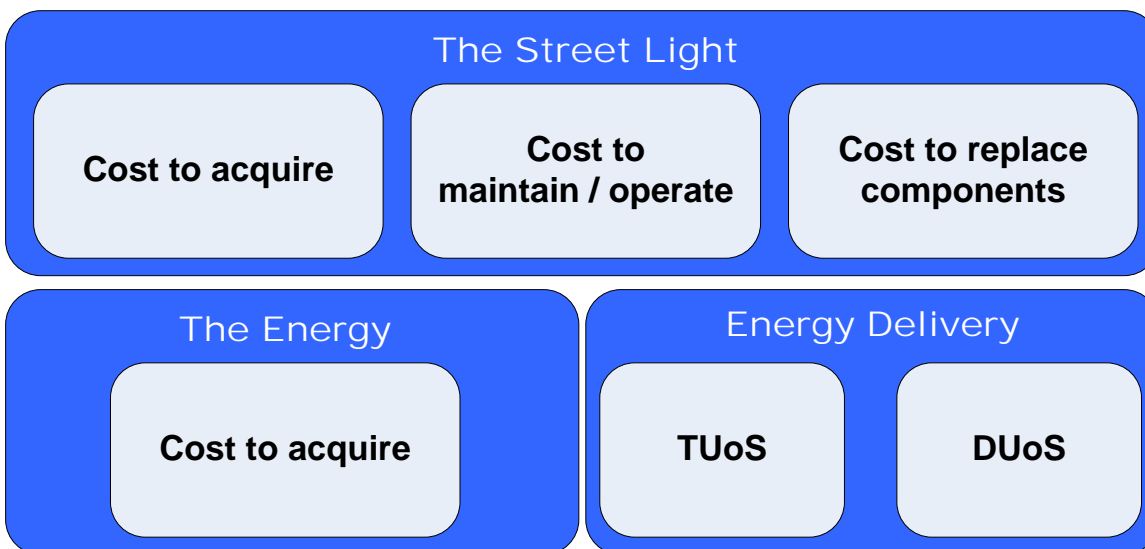 The Street Light
Cost to acquire
Cost to
maintain / operate
Cost to replace
components
The Energy
Cost to acquire
Energy Delivery
TUoS
DUoS